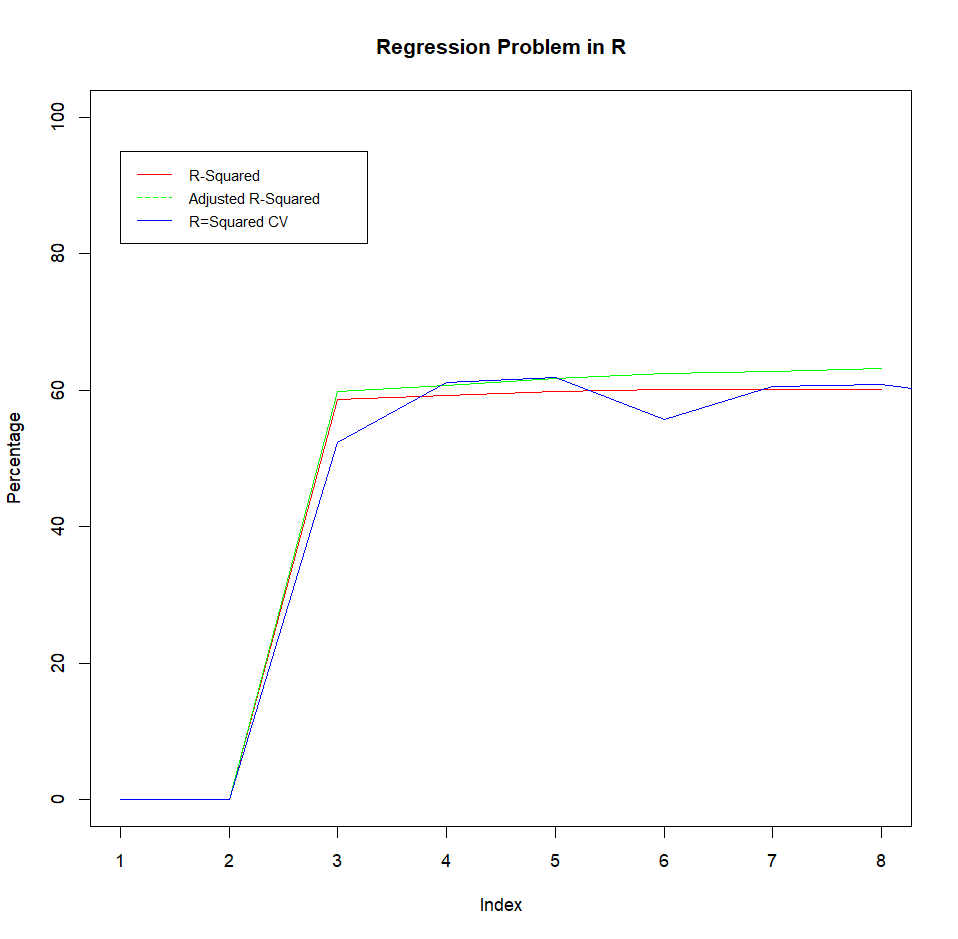 Regression Problem in R
100
80
60
40
20
0
Percentage
R-Squared
Adjusted R-Squared
R=Squared CV
1 2 3 4 5 6 7 8
Index